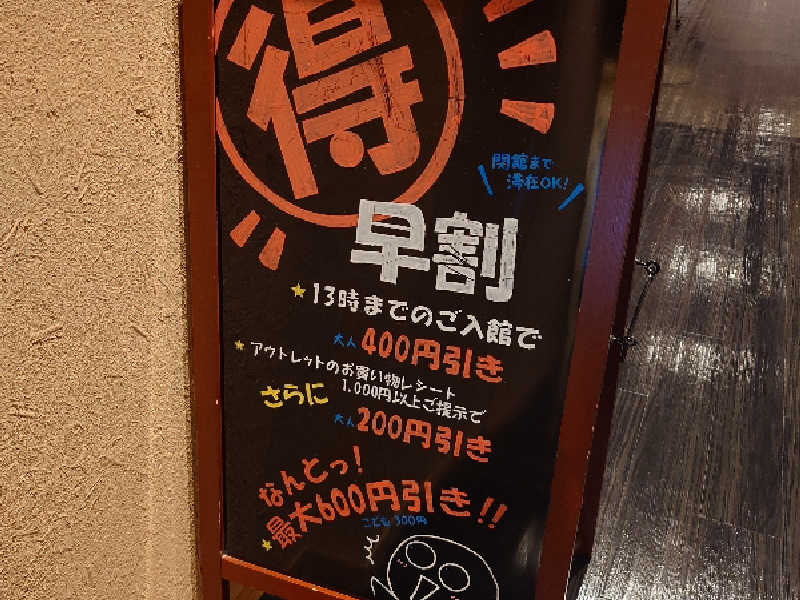 得
閉館まで
滞在OK!
早割
★13時までのご入館で
大人400円引き
★アウトレットのお買い物レシート
さらに 1,000円以上ご提示で
大人200円引き
なんとっ!
最大600円引き!!
★こども 300円